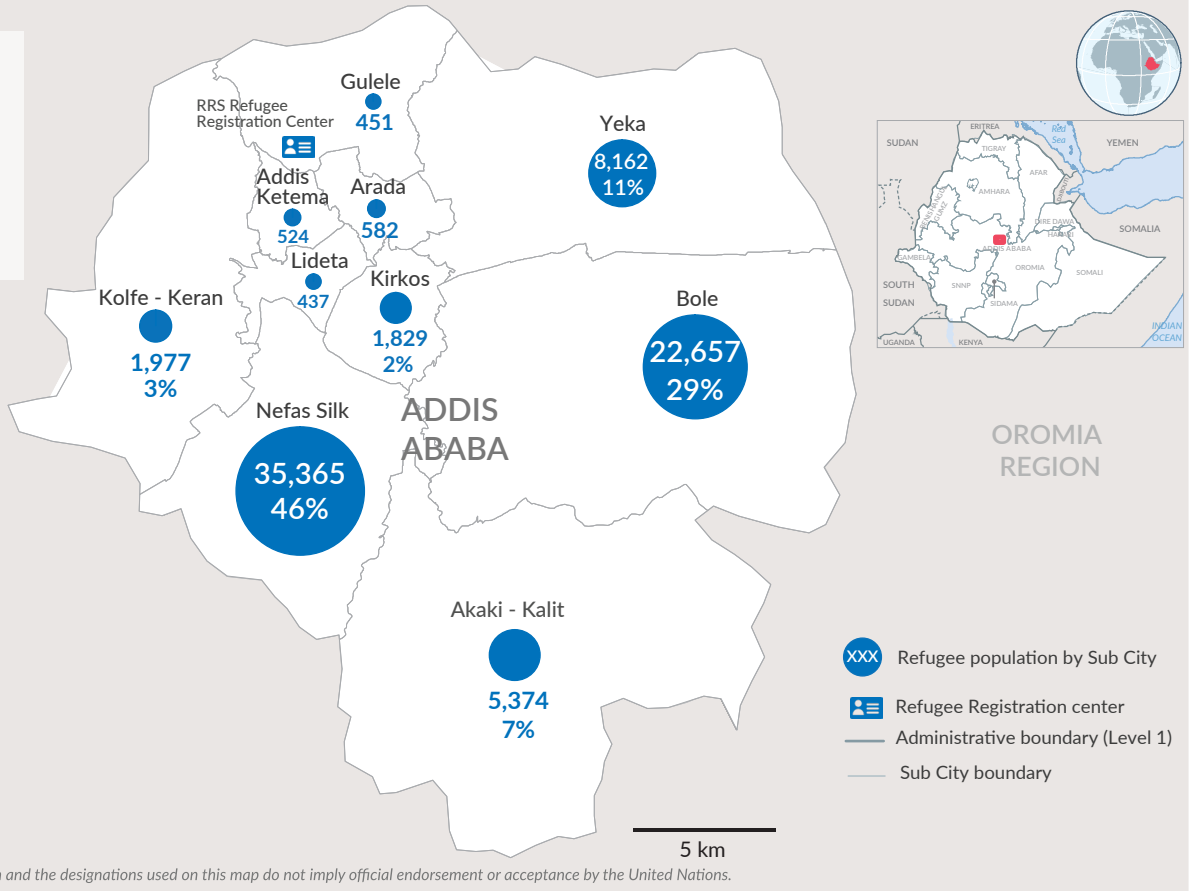 Gulele
451
RRS Refugee
Registration Center
Addis
Ketema
524
Arada
582
Lideta
437
Kirkos
1,829
2%
Kolfe - Keran
1,977
3%
Yeka
8,162
11%
Bole
22,657
29%
Nefas Silk
35,365
46%
ADDIS
ABABA
Akaki - Kalit
5,374
7%
OROMIA
REGION
ERITREA
Red
Sea
SUDAN
YEMEN
TIGRAY
AFAR
AMHARA
BENISHANGUL
GUMZ
DJIBOUTI
DIRE DAWA
HARARI
SOMALIA
ADDIS ABABA
GAMBELA
OROMIA
SOMALI
SOUTH
SUDAN
SNNP
SIDAMA
INDIAN
OCEAN
UGANDA
KENYA
XXX Refugee population by Sub City
Refugee Registration center
Administrative boundary (Level 1)
Sub City boundary
5 km
and the designations used on this map do not imply official endorsement or acceptance by the United Nations.